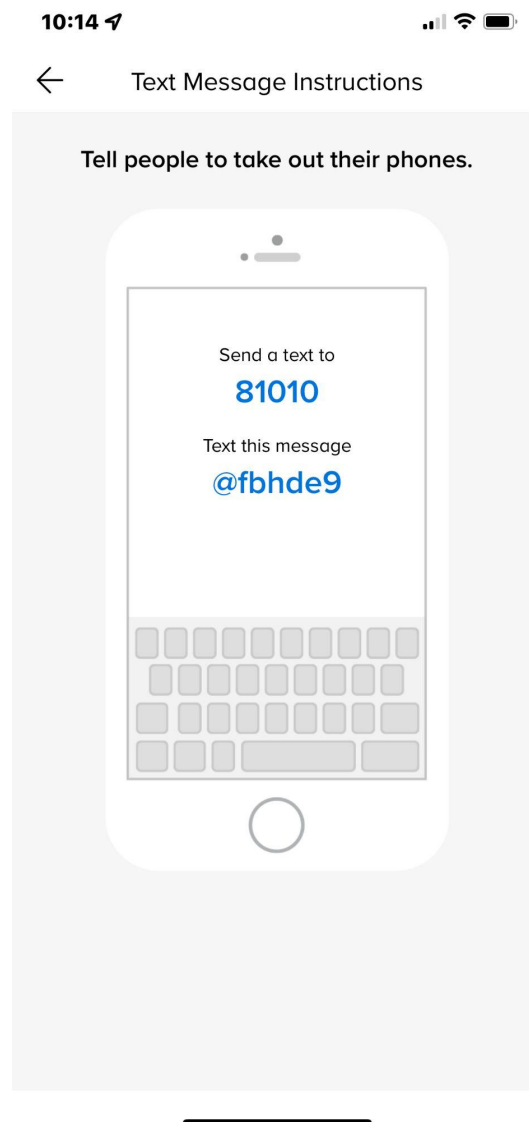 10:14
Text Message Instructions
Tell people to take out their phones.
Send a text to
81010
Text this message
@fbhde9